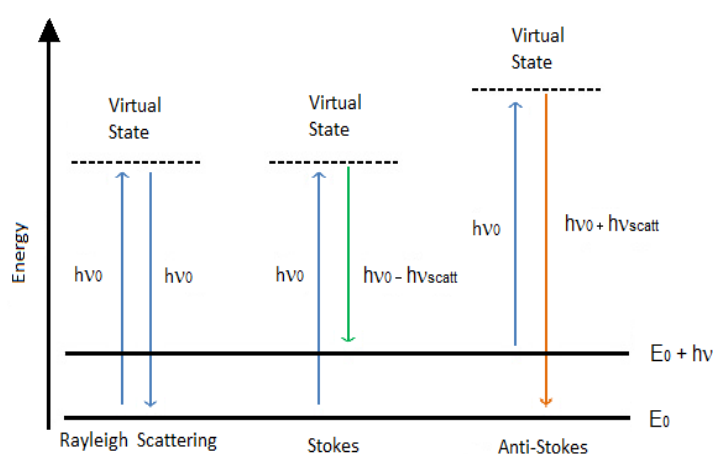 Virtual
State
Virtual
State
Virtual
State
Energy
hν0
hν0
hν0
hν0 – hνscatt
hν0
hν0 + hνscatt
E0 + hν
E0
Rayleigh Scattering
Stokes
Anti-Stokes